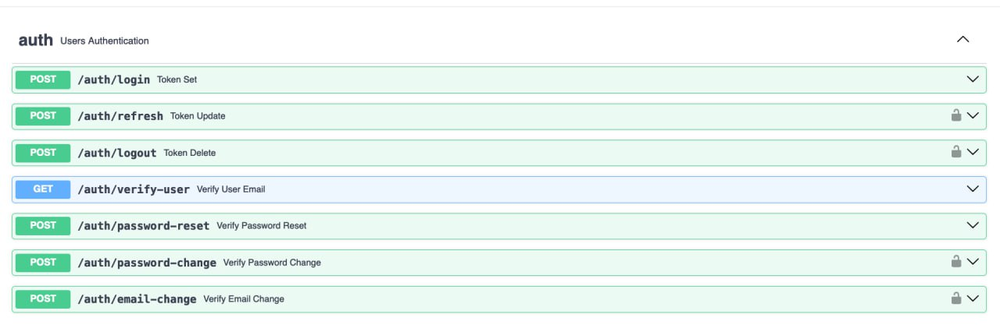 auth Users Authentication
POST /auth/login Token Set
POST /auth/refresh Token Update
POST /auth/logout Token Delete
GET /auth/verify-user Verify User Email
POST /auth/password-reset Verify Password Reset
POST /auth/password-change Verify Password Change
POST /auth/email-change Verify Email Change